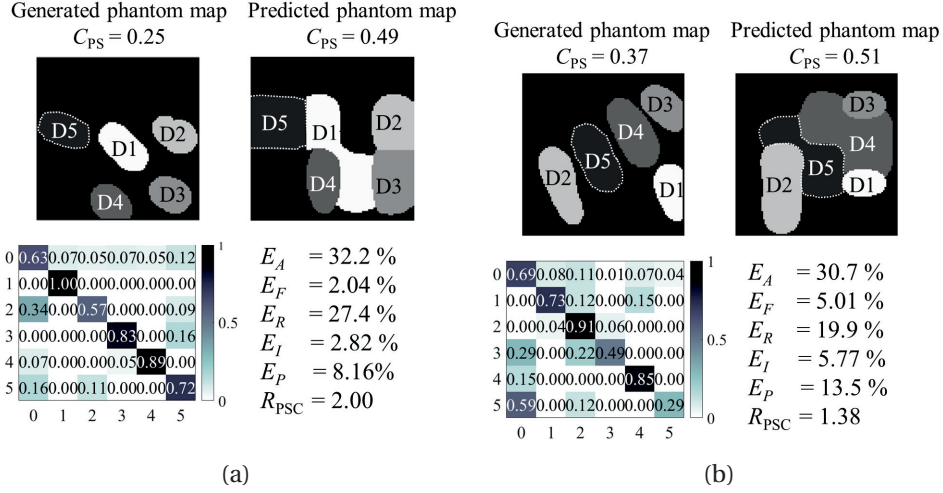 Generated phantom map
C_PS = 0.25
Predicted phantom map
C_PS = 0.49
D5
D1
D2
D4
D3
D5
D1
D2
D4
D3
0 0.63 0.07 0.05 0.07 0.05 0.12
1 0.00 1.00 0.00 0.00 0.00 0.00
2 0.34 0.00 0.57 0.00 0.00 0.09
3 0.00 0.00 0.00 0.83 0.00 0.16
4 0.07 0.00 0.00 0.05 0.89 0.00
5 0.16 0.00 0.11 0.00 0.00 0.72
0 1 2 3 4 5
1
0.5
0
E_A = 32.2 %
E_F = 2.04 %
E_R = 27.4 %
E_I = 2.82 %
E_P = 8.16%
R_PSC = 2.00
(a)
Generated phantom map
C_PS = 0.37
Predicted phantom map
C_PS = 0.51
D3
D4
D5
D2
D1
D3
D4
D5
D2
D1
0 0.69 0.08 0.11 0.01 0.07 0.04
1 0.00 0.73 0.12 0.00 0.15 0.00
2 0.00 0.04 0.91 0.06 0.00 0.00
3 0.29 0.00 0.22 0.49 0.00 0.00
4 0.15 0.00 0.00 0.00 0.85 0.00
5 0.59 0.00 0.12 0.00 0.00 0.29
0 1 2 3 4 5
1
0.5
0
E_A = 30.7 %
E_F = 5.01 %
E_R = 19.9 %
E_I = 5.77 %
E_P = 13.5 %
R_PSC = 1.38
(b)